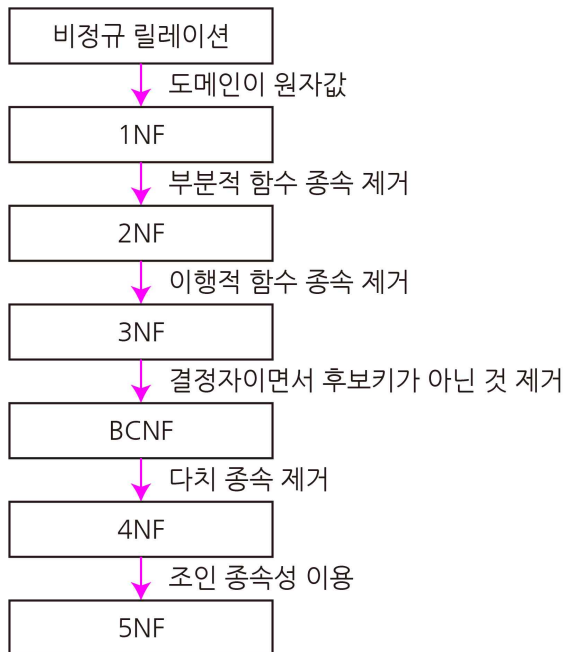 비정규 릴레이션
도메인이 원자값
1NF
부분적 함수 종속 제거
2NF
이행적 함수 종속 제거
3NF
결정자이면서 후보키가 아닌 것 제거
BCNF
다치 종속 제거
4NF
조인 종속성 이용
5NF